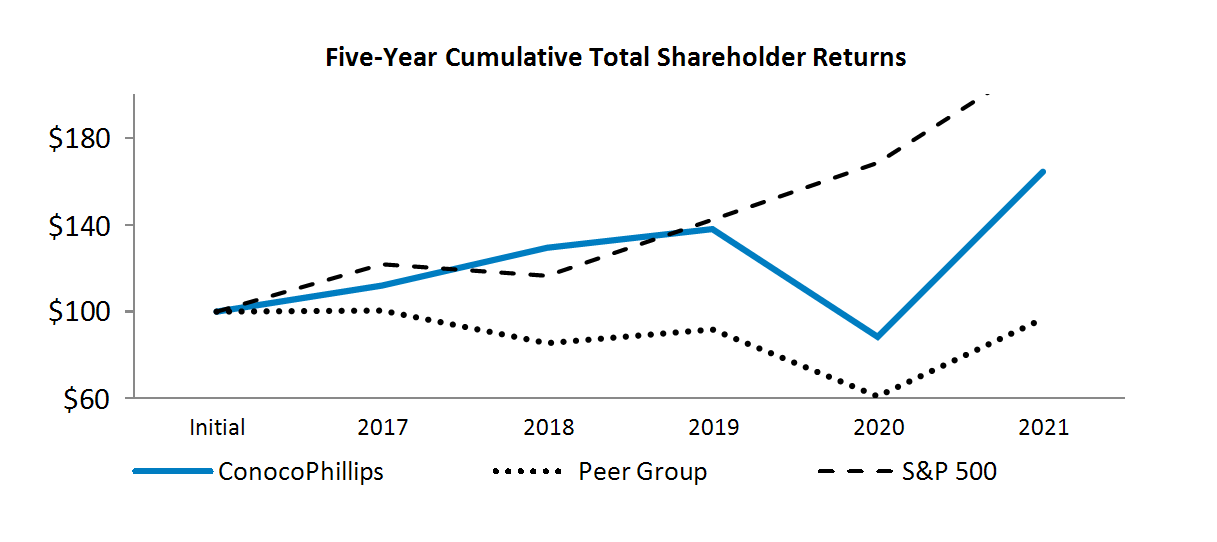 Five-Year Cumulative Total Shareholder Returns
$180
$140
$100
$60
Initial 2017 2018 2019 2020 2021
ConocoPhillips Peer Group S&P 500